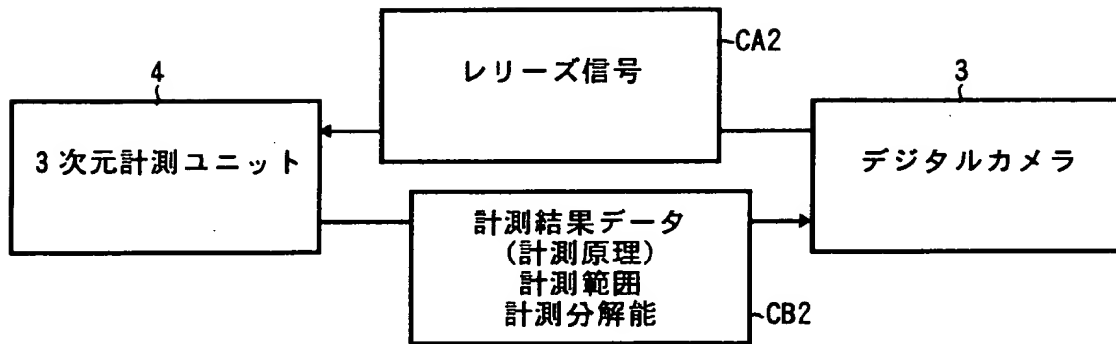 レリーズ信号
CA2
4
3次元計測ユニット
3
デジタルカメラ
計測結果データ
(計測原理)
計測範囲
計測分解能
CB2